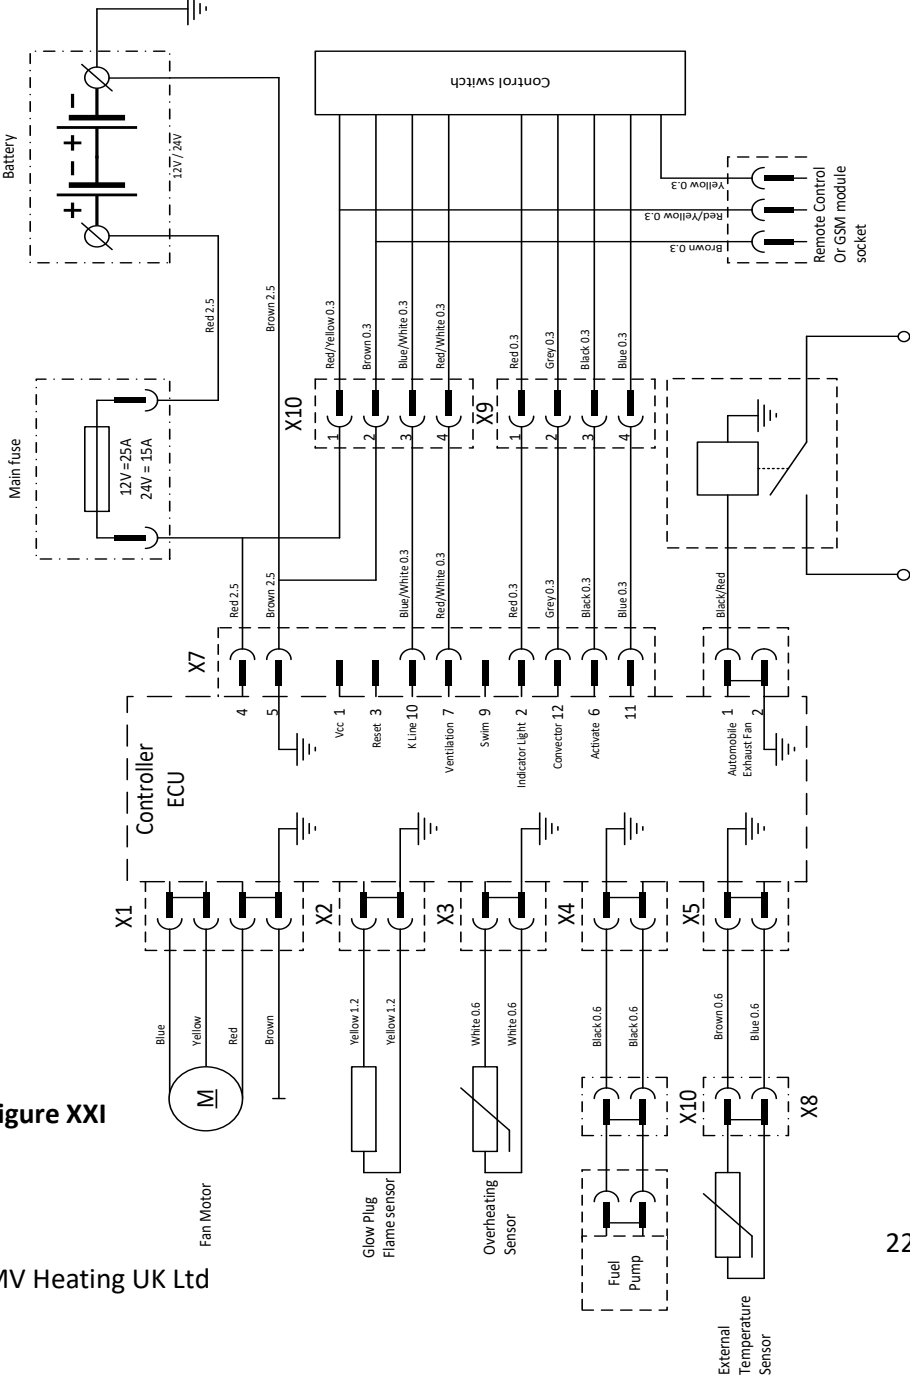 Battery
12V / 24V
+
–
+
–
Red 2.5
Brown 2.5
Main fuse
12V =25A
24V = 15A
Control switch
Yellow 0.3
Red/Yellow 0.3
Brown 0.3
Remote Control
Or GSM module
socket
Red/Yellow 0.3
Brown 0.3
Blue/White 0.3
Red/White 0.3
Red 0.3
Grey 0.3
Black 0.3
Blue 0.3
X10
1
2
3
4
X9
1
2
3
4
Red 2.5
Brown 2.5
Blue/White 0.3
Red/White 0.3
Red 0.3
Grey 0.3
Black 0.3
Blue 0.3
Black/Red
X7
4
5
Vcc 1
Reset 3
K Line 10
Ventilation 7
Swim 9
Indicator Light 2
Convector 12
Activate 6
11
Automobile 1
Exhaust Fan 2
Controller
ECU
X1
X2
X3
X4
X5
Blue
Yellow
Red
Brown
Yellow 1.2
Yellow 1.2
White 0.6
White 0.6
Black 0.6
Black 0.6
Brown 0.6
Blue 0.6
M
X10
X8
Fan Motor
Glow Plug
Flame sensor
Overheating
Sensor
Fuel
Pump
External
Temperature
Sensor
igure XXI
MV Heating UK Ltd
22